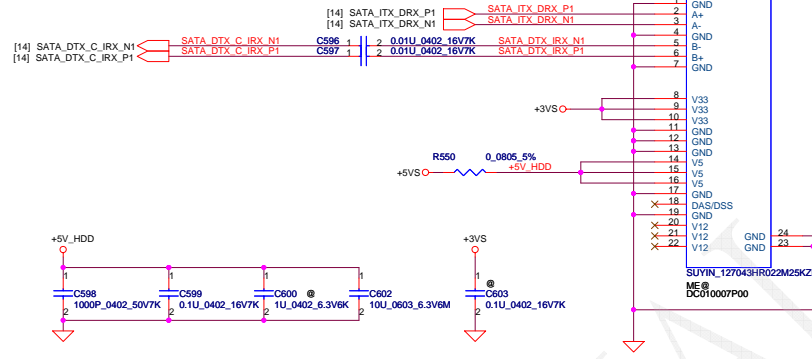 1 GND
[14] SATA_ITX_DRX_P1 SATA_ITX_DRX_P1 2 A+
[14] SATA_ITX_DRX_N1 SATA_ITX_DRX_N1 3 A-
4 GND
[14] SATA_DTX_C_IRX_N1 SATA_DTX_C_IRX_N1 C596 1 2 0.01U_0402_16V7K SATA_DTX_IRX_N1 5 B-
[14] SATA_DTX_C_IRX_P1 SATA_DTX_C_IRX_P1 C597 1 2 0.01U_0402_16V7K SATA_DTX_IRX_P1 6 B+
7 GND
8 V33
+3VS 9 V33
10 V33
11 GND
12 GND
13 GND
R550 0_0805_5% 14 V5
+5VS +5V_HDD 15 V5
16 V5
17 GND
18 DAS/DSS
19 GND
20 V12
21 V12 GND 24
22 V12 GND 23
SUYIN_127043HR022M25KZ
ME@
DC010007P00
+5V_HDD +3VS
1 1 1 1 1
@
C598 C599 C600 @ C602 C603
1000P_0402_50V7K 0.1U_0402_16V7K 1U_0402_6.3V6K 10U_0603_6.3V6M 0.1U_0402_16V7K
2 2 2 2 2